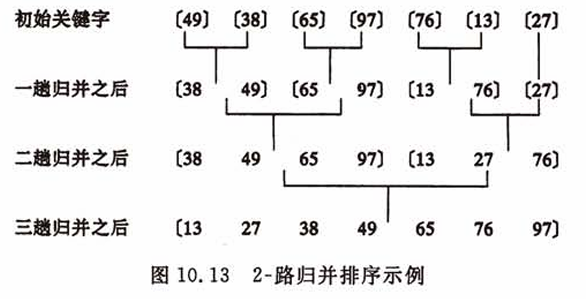 初始关键字 〔49〕 〔38〕 〔65〕 〔97〕 〔76〕 〔13〕 〔27〕
一趟归并之后 〔38 49〕 〔65 97〕 〔13 76〕 〔27〕
二趟归并之后 〔38 49 65 97〕 〔13 27 76〕
三趟归并之后 〔13 27 38 49 65 76 97〕
图 10.13 2-路归并排序示例